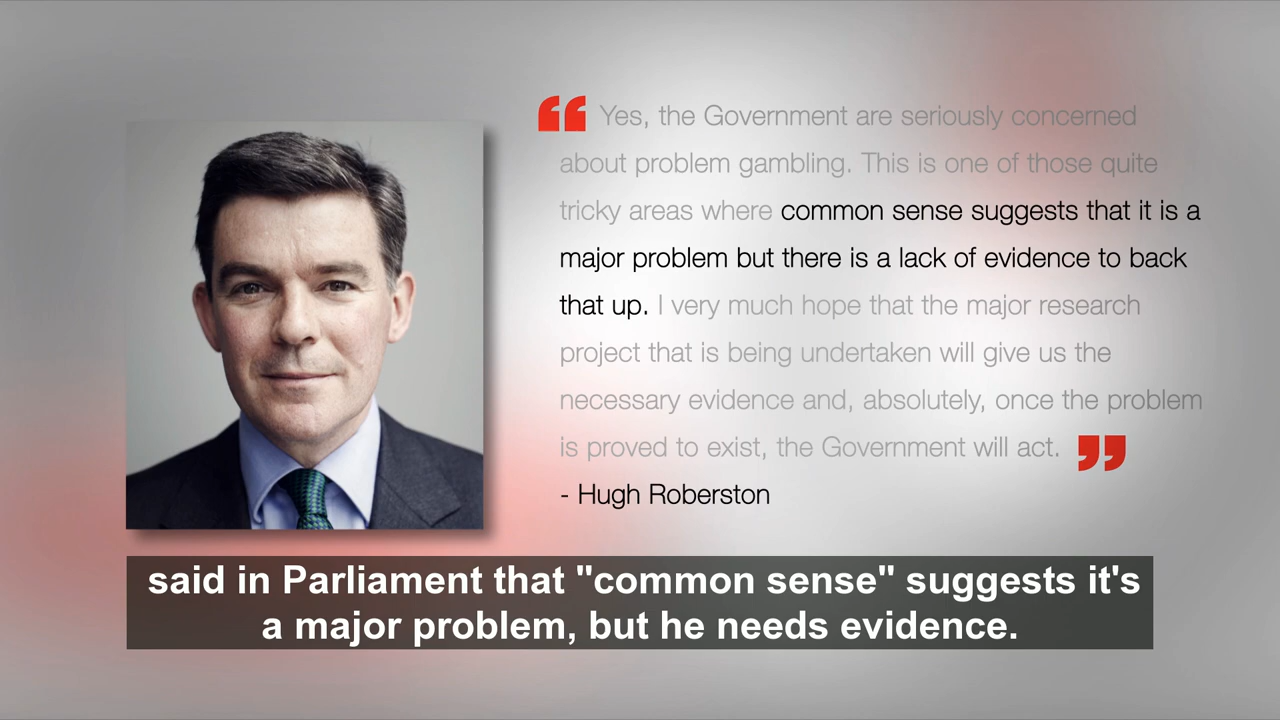 ❝ Yes, the Government are seriously concerned
about problem gambling. This is one of those quite
tricky areas where common sense suggests that it is a
major problem but there is a lack of evidence to back
that up. I very much hope that the major research
project that is being undertaken will give us the
necessary evidence and, absolutely, once the problem
is proved to exist, the Government will act. ❞
- Hugh Roberston
said in Parliament that "common sense" suggests it's
a major problem, but he needs evidence.